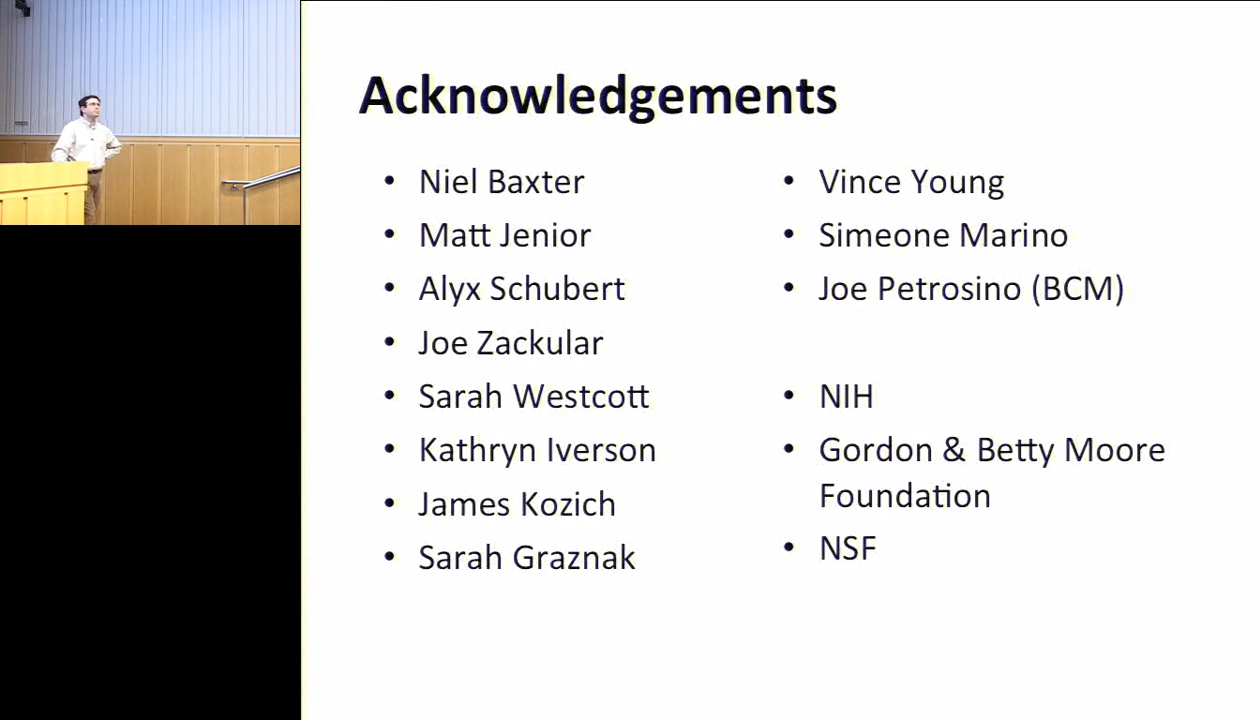 Acknowledgements
• Niel Baxter
• Matt Jenior
• Alyx Schubert
• Joe Zackular
• Sarah Westcott
• Kathryn Iverson
• James Kozich
• Sarah Graznak
• Vince Young
• Simeone Marino
• Joe Petrosino (BCM)
• NIH
• Gordon & Betty Moore
Foundation
• NSF